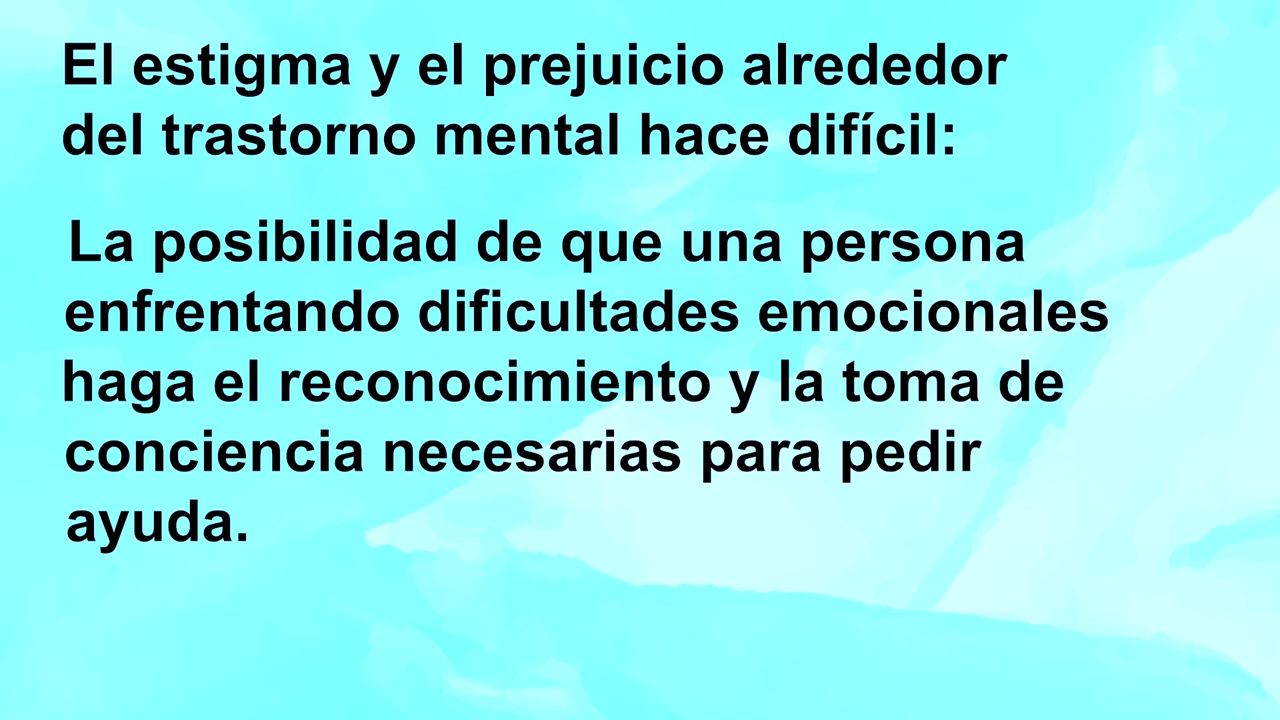 El estigma y el prejuicio alrededor
del trastorno mental hace difícil:
La posibilidad de que una persona
enfrentando dificultades emocionales
haga el reconocimiento y la toma de
conciencia necesarias para pedir
ayuda.